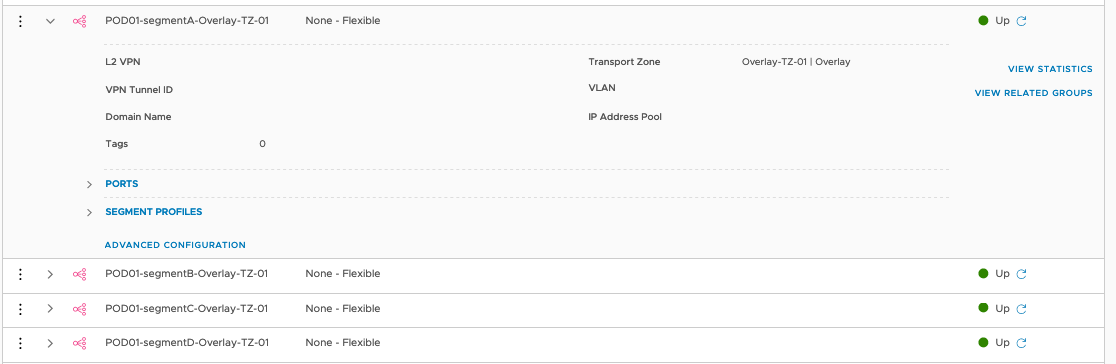 POD01-segmentA-Overlay-TZ-01 None - Flexible Up
L2 VPN Transport Zone Overlay-TZ-01 | Overlay
VIEW STATISTICS
VPN Tunnel ID VLAN
VIEW RELATED GROUPS
Domain Name IP Address Pool
Tags 0
PORTS
SEGMENT PROFILES
ADVANCED CONFIGURATION
POD01-segmentB-Overlay-TZ-01 None - Flexible Up
POD01-segmentC-Overlay-TZ-01 None - Flexible Up
POD01-segmentD-Overlay-TZ-01 None - Flexible Up